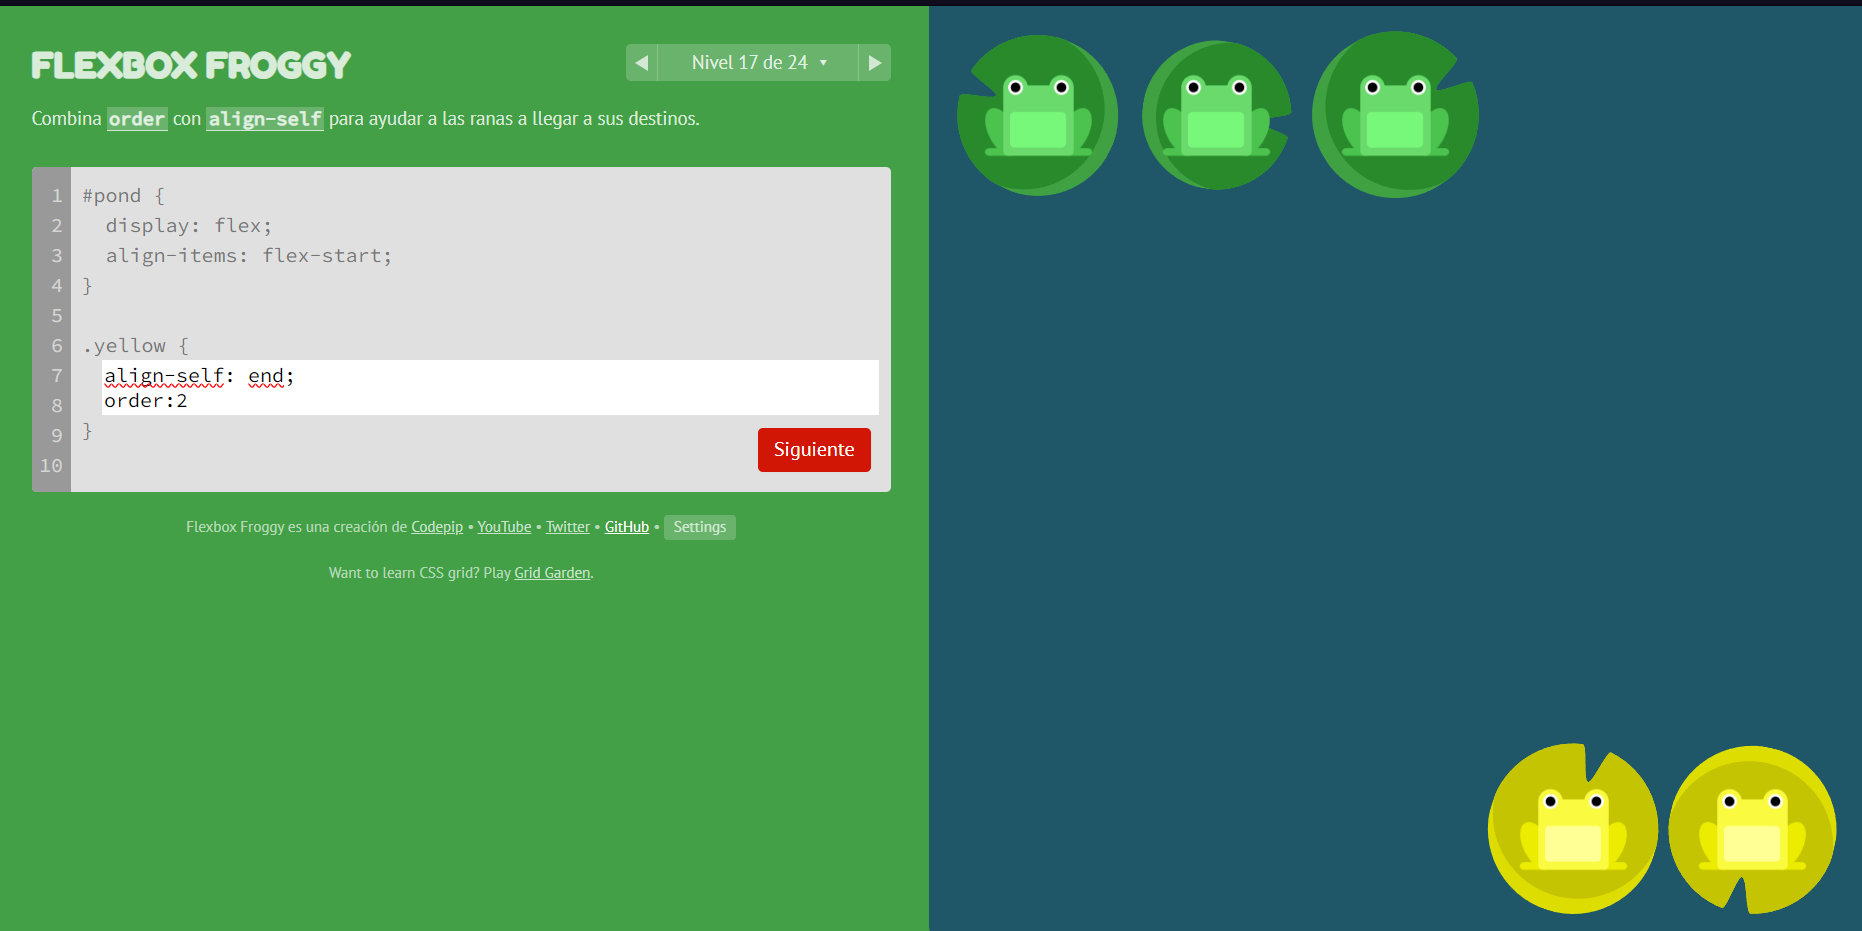 FLEXBOX FROGGY
◀ Nivel 17 de 24 ▼ ▶
Combina order con align-self para ayudar a las ranas a llegar a sus destinos.
1 #pond {
2 display: flex;
3 align-items: flex-start;
4 }
5
6 .yellow {
7 align-self: end;
8 order:2
9 }
10
Siguiente
Flexbox Froggy es una creación de Codepip • YouTube • Twitter • GitHub • Settings
Want to learn CSS grid? Play Grid Garden.